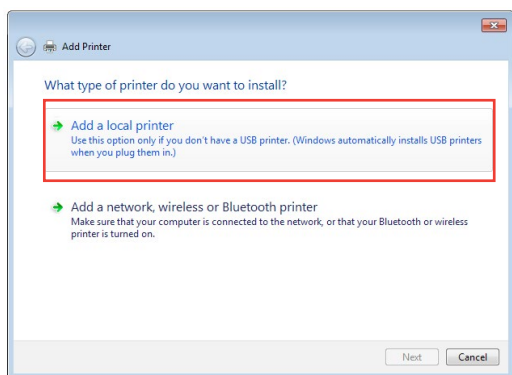 Add Printer
What type of printer do you want to install?
Add a local printer
Use this option only if you don't have a USB printer. (Windows automatically installs USB printers
when you plug them in.)
Add a network, wireless or Bluetooth printer
Make sure that your computer is connected to the network, or that your Bluetooth or wireless
printer is turned on.
Next Cancel